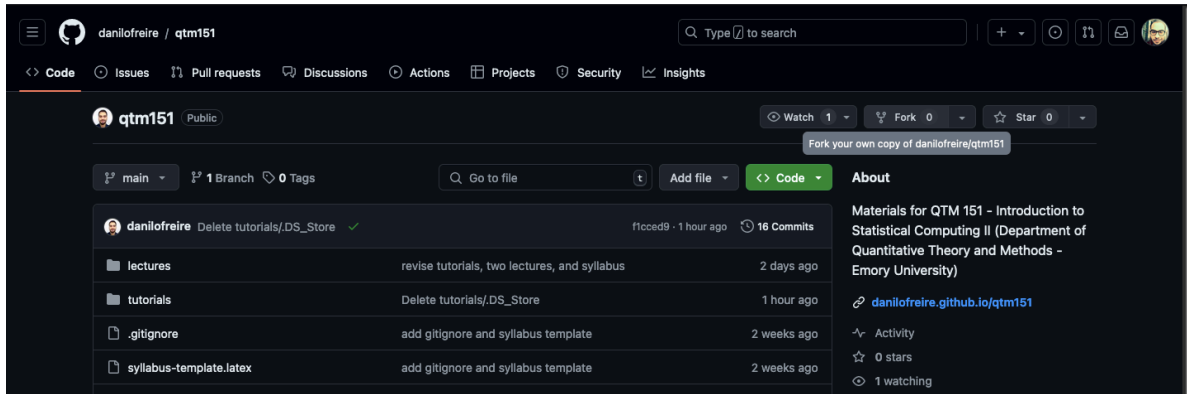 danilofreire / qtm151
Type / to search
Code Issues Pull requests Discussions Actions Projects Security Insights
qtm151 Public
Watch 1 Fork 0 Star 0
Fork your own copy of danilofreire/qtm151
main 1 Branch 0 Tags Go to file t Add file Code
About
Materials for QTM 151 - Introduction to
Statistical Computing II (Department of
Quantitative Theory and Methods -
Emory University)
danilofreire.github.io/qtm151
Activity
0 stars
1 watching
danilofreire Delete tutorials/.DS_Store f1cced9 · 1 hour ago 16 Commits
lectures revise tutorials, two lectures, and syllabus 2 days ago
tutorials Delete tutorials/.DS_Store 1 hour ago
.gitignore add gitignore and syllabus template 2 weeks ago
syllabus-template.latex add gitignore and syllabus template 2 weeks ago